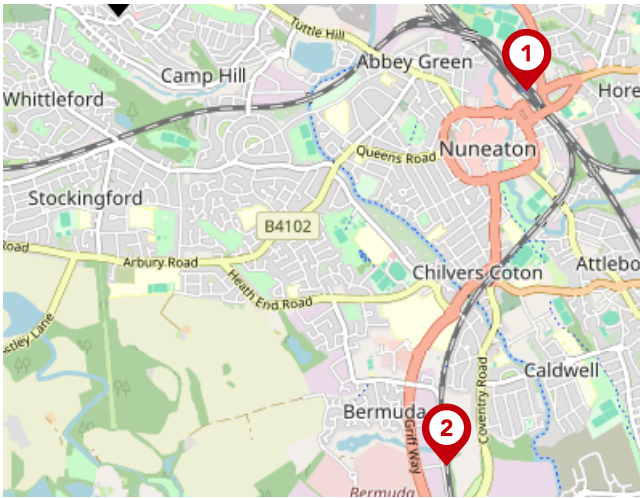 Tuttle Hill
1
Abbey Green
Camp Hill
Whittleford
Hore
Queens Road
Nuneaton
Stockingford
B4102
Road
Arbury Road
Heath End Road
Chilvers Coton
Attlebo
stley Lane
Caldwell
Coventry Road
Bermuda
Griff Way
2
Bermuda